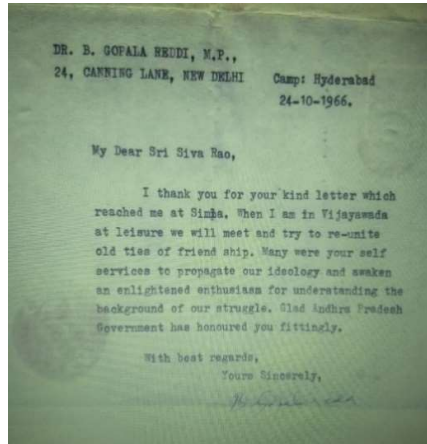 DR. B. GOPALA REDDI, M.P.,
24, CANNING LANE, NEW DELHI
Camp: Hyderabad
24-10-1966.
My Dear Sri Siva Rao,
I thank you for your kind letter which
reached me at Simla. When I am in Vijayawada
at leisure we will meet and try to re-unite
old ties of friend ship. Many were your self
services to propagate our ideology and awaken
an enlightened enthusiasm for understanding the
background of our struggle. Glad Andhra Pradesh
Government has honoured you fittingly.
With best regards,
Yours Sincerely,